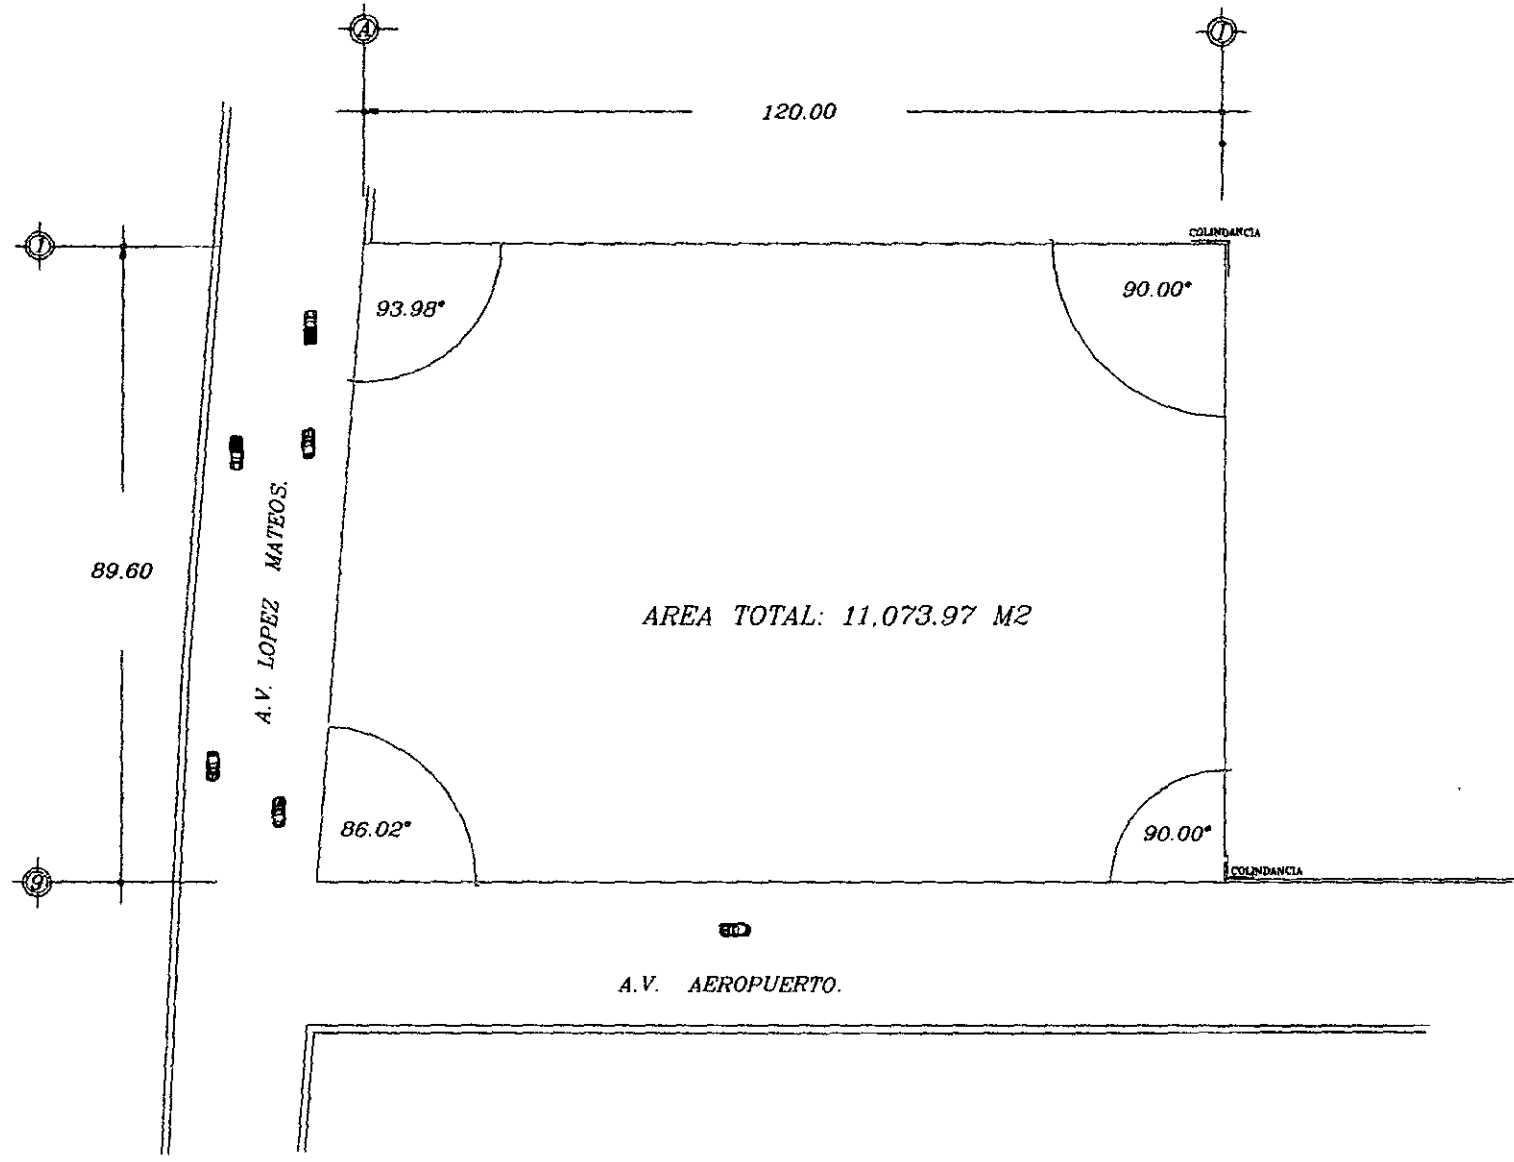 A
J
120.00
1
COLINDANCIA
93.98°
90.00°
89.60
A.V. LOPEZ MATEOS.
AREA TOTAL: 11,073.97 M2
86.02°
90.00°
9
COLINDANCIA
A.V. AEROPUERTO.